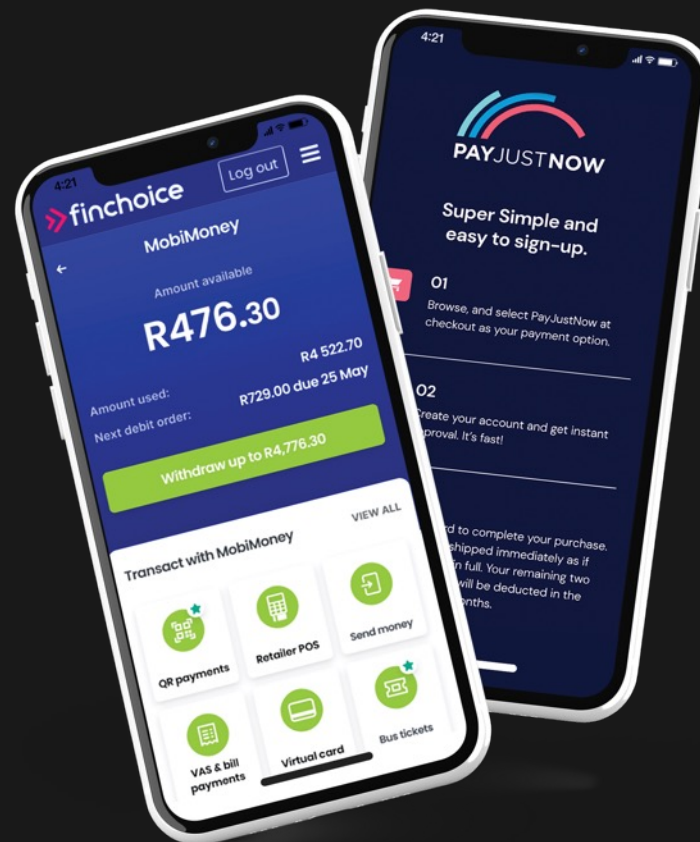 4:21
finchoice
Log out
MobiMoney
Amount available
R476.30
Amount used:
R4 522.70
Next debit order:
R729.00 due 25 May
Withdraw up to R4,776.30
Transact with MobiMoney
VIEW ALL
QR payments
Retailer POS
Send money
VAS & bill
payments
Virtual card
Bus tickets
4:21
PAYJUSTNOW
Super Simple and
easy to sign-up.
01
Browse, and select PayJustNow at
checkout as your payment option.
02
Create your account and get instant
approval. It's fast!
to complete your purchase.
shipped immediately as if
in full. Your remaining two
will be deducted in the